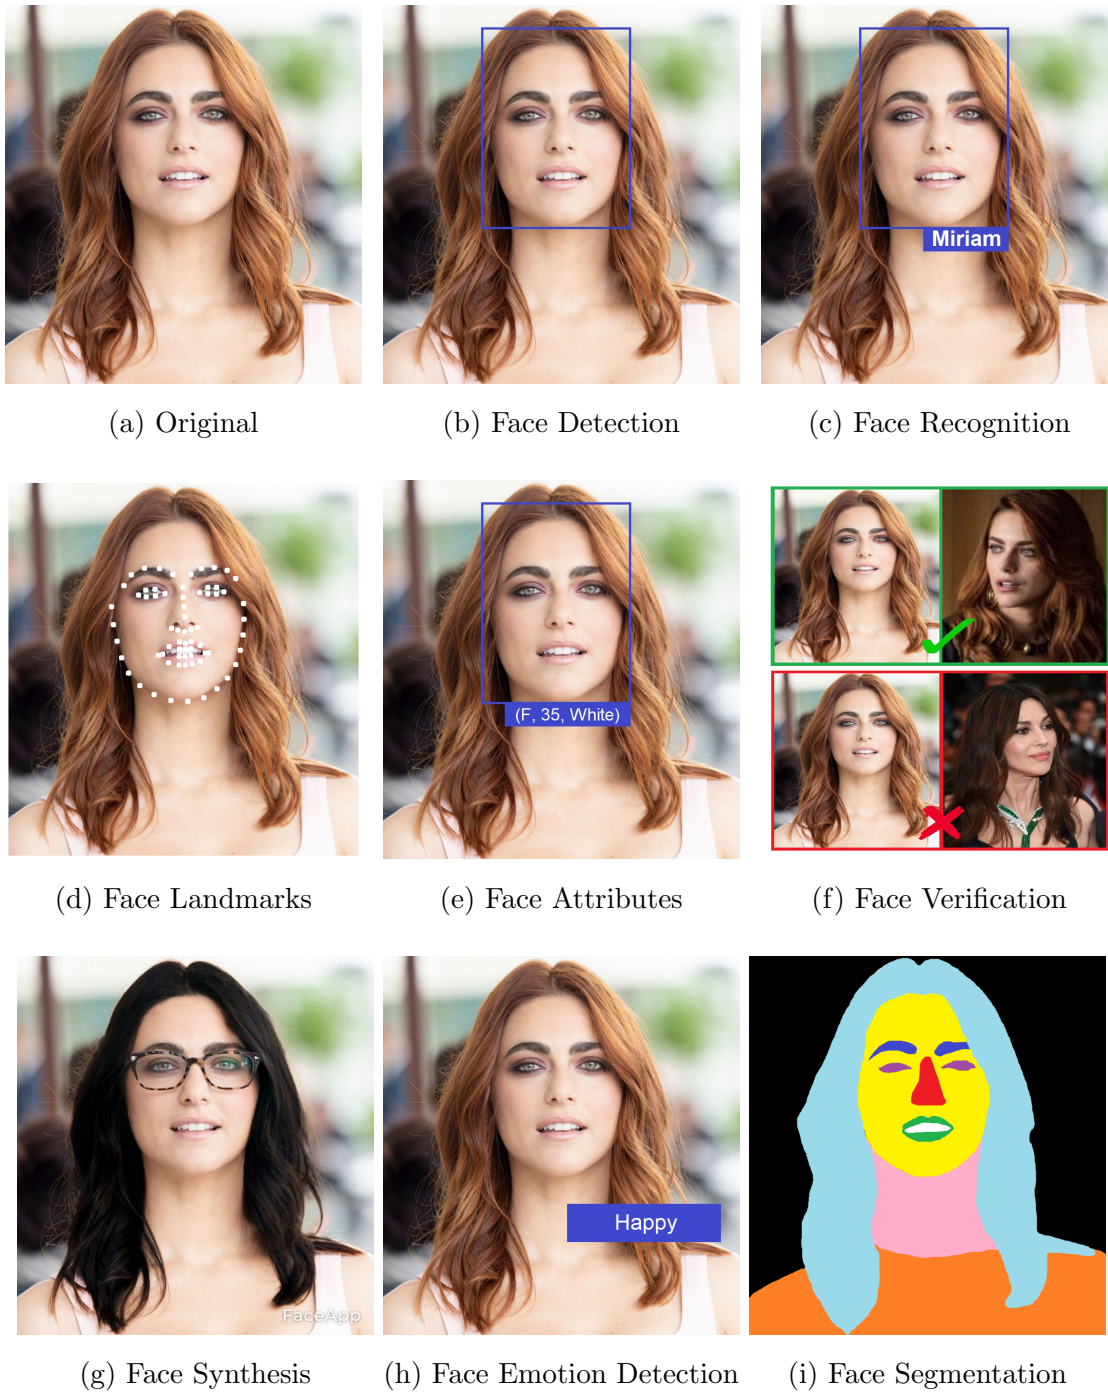 (a) Original
(b) Face Detection
Miriam
(c) Face Recognition
(d) Face Landmarks
(F, 35, White)
(e) Face Attributes
(f) Face Verification
FaceApp
(g) Face Synthesis
Happy
(h) Face Emotion Detection
(i) Face Segmentation